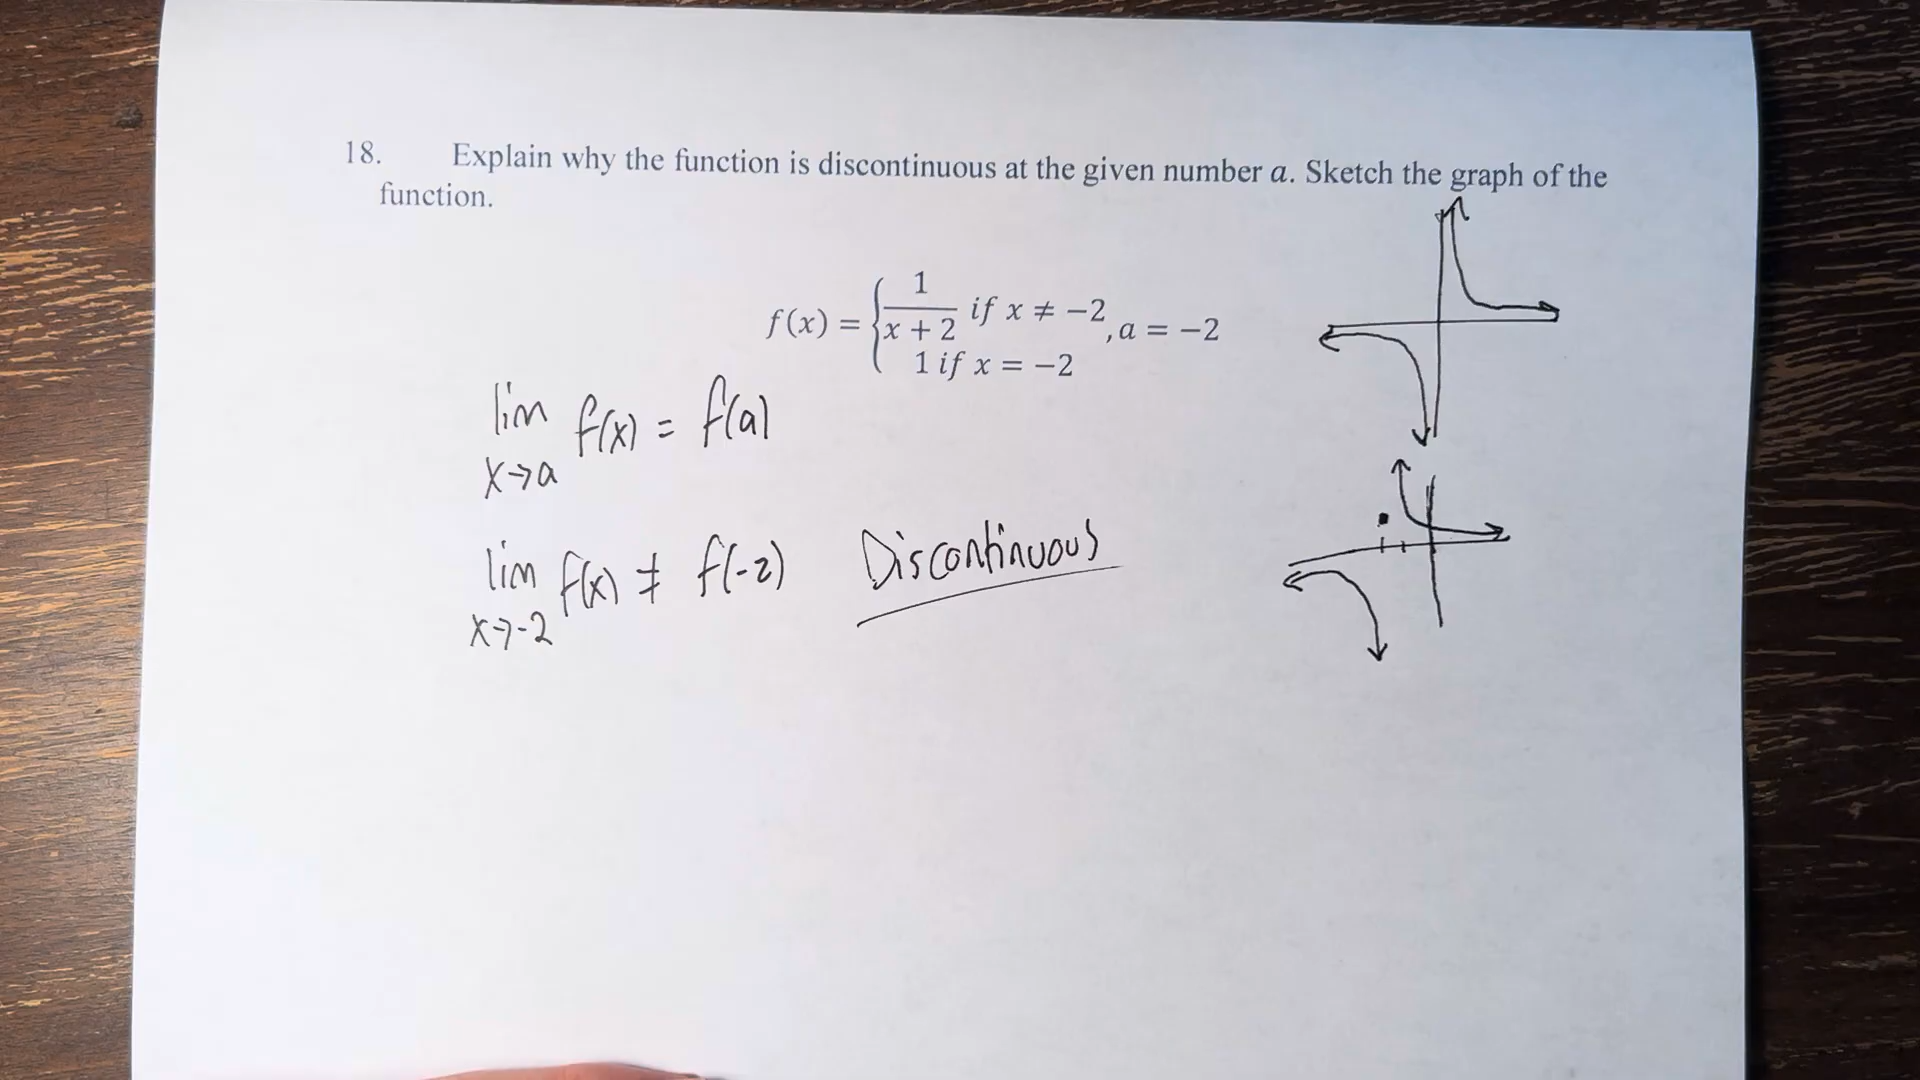 18. Explain why the function is discontinuous at the given number a. Sketch the graph of the
function.
f(x) = { 1/(x + 2) if x ≠ −2
1 if x = −2
, a = −2
lim f(x) = f(a)
x→a
lim f(x) ≠ f(-2) Discontinuous
x→-2